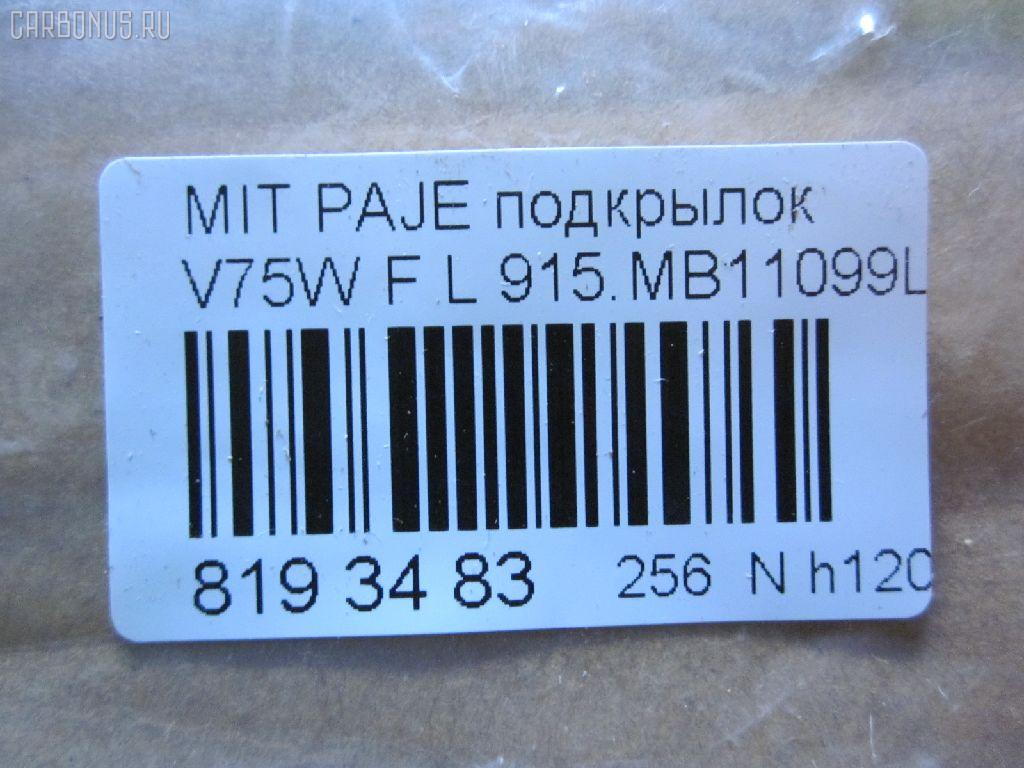 CARBONUS.RU
MIT PAJE подкрылок
V75W F L 915.MB11099L
819 34 83 256 N h120